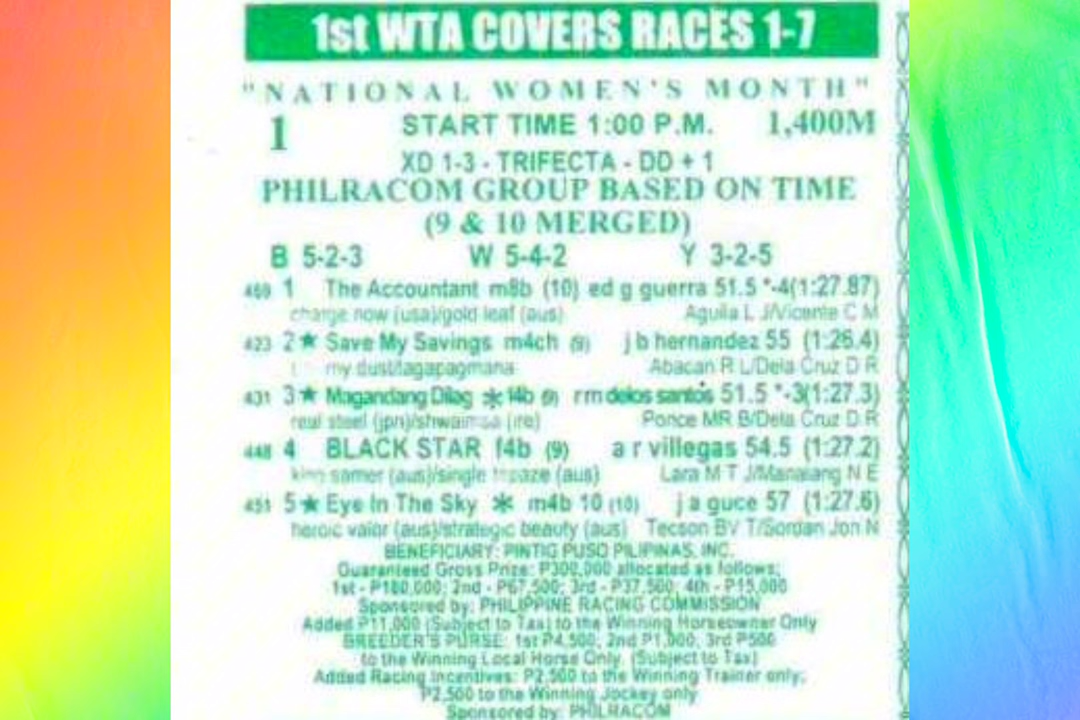 1st WTA COVERS RACES 1-7
"NATIONAL WOMEN'S MONTH"
1 START TIME 1:00 P.M. 1,400M
XD 1-3 - TRIFECTA - DD + 1
PHILRACOM GROUP BASED ON TIME
(9 & 10 MERGED)
B 5-2-3 W 5-4-2 Y 3-2-5
469 1 The Accountant m8b (10) ed g guerra 51.5 *-4(1:27.87)
charge now (usa)/gold leaf (aus) Aguila L J/Vicente C M
423 2★ Save My Savings m4ch (9) j b hernandez 55 (1:26.4)
my dust/tagapagmana Abacan R L/Dela Cruz D R
431 3★ Magandang Dilag * f4b (9) r m delos santos 51.5 *-3(1:27.3)
real steel (jpn)/shwaimsa (ire) Ponce MR B/Dela Cruz D R
448 4 BLACK STAR f4b (9) a r villegas 54.5 (1:27.2)
samer (aus)/single (aus) Lara M T J/Manalang N E
451 5★ Eye In The Sky * m4b 10 (10) j a guce 57 (1:27.6)
heroic valor (aus)/strategic beauty (aus) Tecson BV T/Sordan Jon N
BENEFICIARY: PINTIG PUSO PILIPINAS, INC.
Guaranteed Gross Prize: P300,000 allocated as follows;
1st - P180,000; 2nd - P67,500; 3rd - P37,500; 4th - P15,000
Sponsored by: PHILIPPINE RACING COMMISSION
Added P11,000 (Subject to Tax) to the Winning Horseowner Only
BREEDER'S PURSE: 1st P4,500, 2nd P1,000, 3rd P500
to the Winning Local Horse Only. (Subject to Tax)
Added Racing Incentives: P2,500 to the Winning Trainer only;
P2,500 to the Winning Jockey only
Sponsored by: PHILRACOM